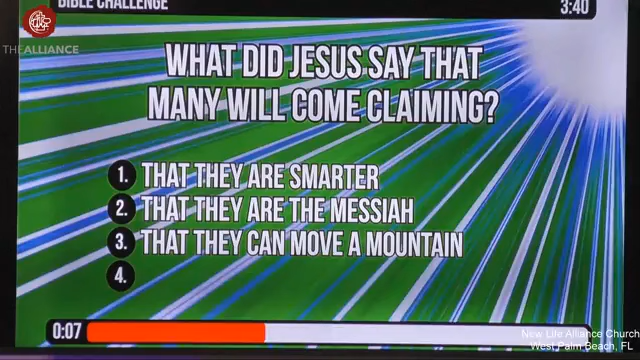 BIBLE CHALLENGE
3:40
THE ALLIANCE
WHAT DID JESUS SAY THAT
MANY WILL COME CLAIMING?
1. THAT THEY ARE SMARTER
2. THAT THEY ARE THE MESSIAH
3. THAT THEY CAN MOVE A MOUNTAIN
4.
0:07
New Life Alliance Church
West Palm Beach, FL